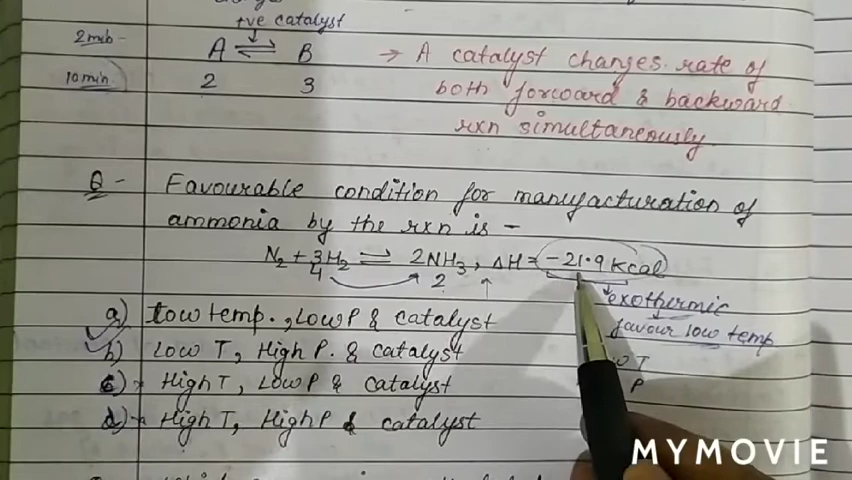 +ve catalyst
2mol-
A ⇌ B → A catalyst changes rate of
10 min. 2 3 both forward & backward
rxn simultaneously
Q- Favourable condition for manufacturation of
ammonia by the rxn is -
N₂ + 3H₂ ⇌ 2NH₃, ΔH = -21.9 Kcal
4 2 ↑ exothermic
a) Low temp., Low P & catalyst favour low temp
b) Low T, High P. & catalyst T
c) High T, Low P & catalyst P
d) High T, High P & catalyst
MYMOVIE